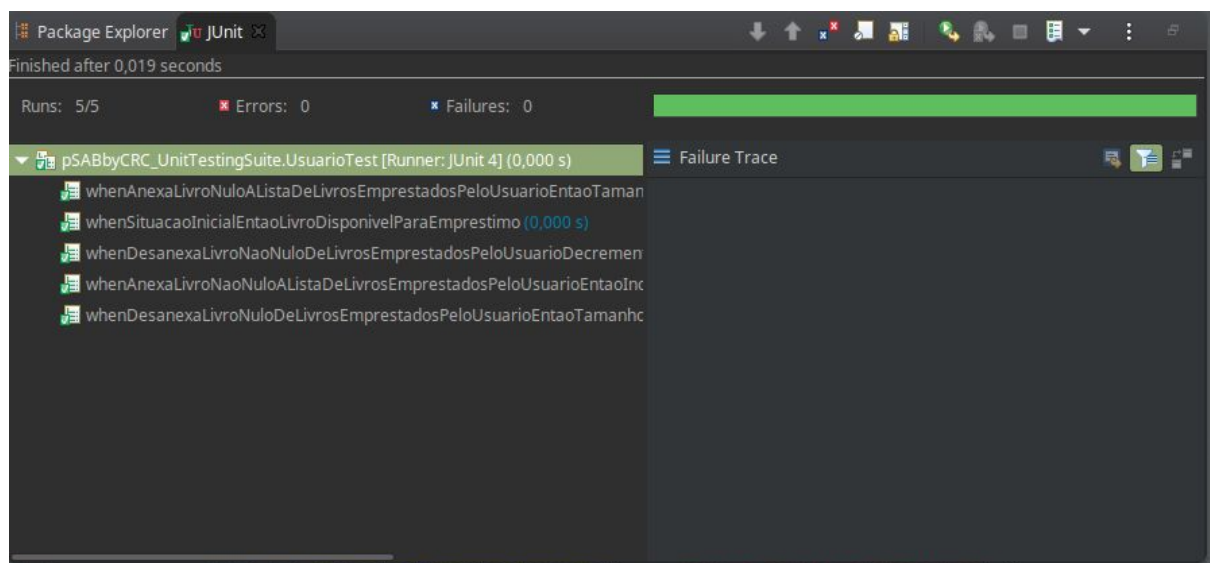 Package Explorer JUnit
Finished after 0,019 seconds
Runs: 5/5 Errors: 0 Failures: 0
pSABbyCRC_UnitTestingSuite.UsuarioTest [Runner: JUnit 4] (0,000 s)
Failure Trace
whenAnexaLivroNuloAListaDeLivrosEmprestadosPeloUsuarioEntaoTaman
whenSituacaoInicialEntaoLivroDisponivelParaEmprestimo (0,000 s)
whenDesanexaLivroNaoNuloDeLivrosEmprestadosPeloUsuarioDecremen
whenAnexaLivroNaoNuloAListaDeLivrosEmprestadosPeloUsuarioEntaoInc
whenDesanexaLivroNuloDeLivrosEmprestadosPeloUsuarioEntaoTamanho